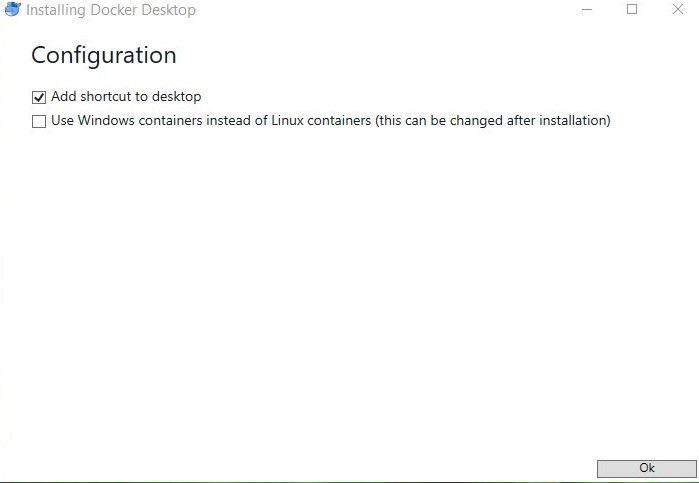 Installing Docker Desktop
Configuration
Add shortcut to desktop
Use Windows containers instead of Linux containers (this can be changed after installation)
Ok